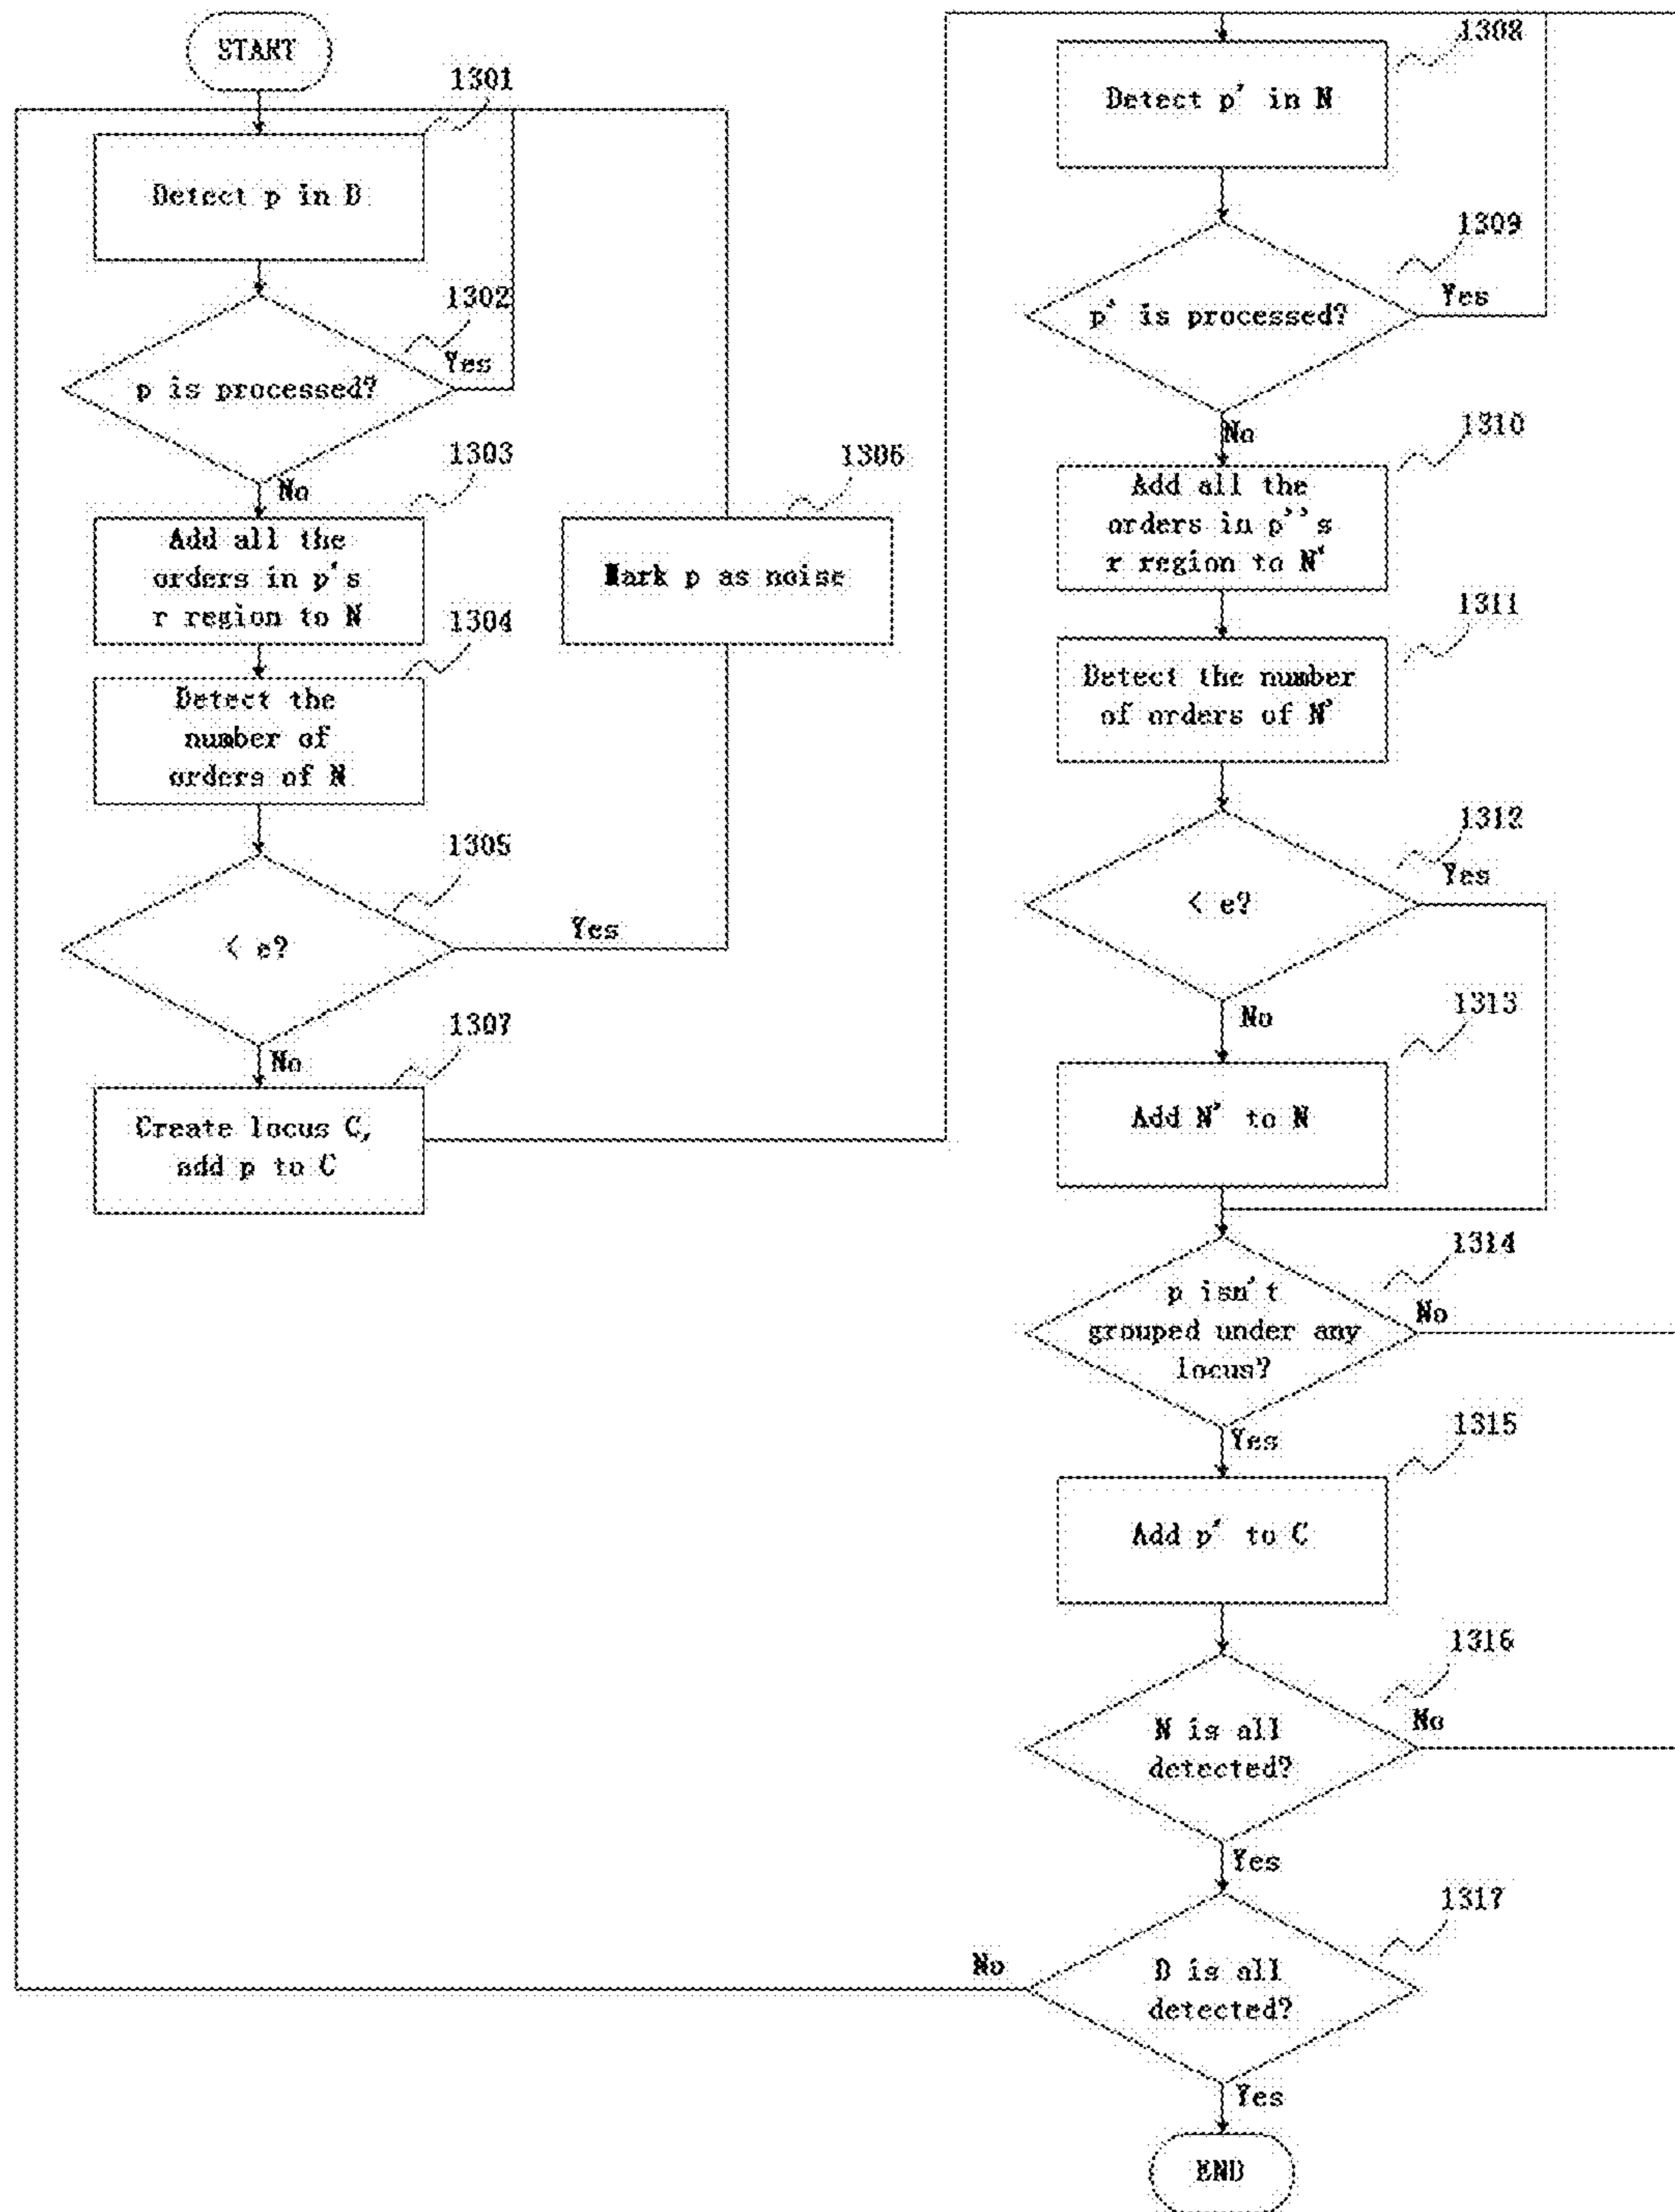 START
1301
Detect p in D
1302
Yes
p is processed?
No
1303
Add all the
orders in p's
r region to N
1304
Detect the
number of
orders of N
1305
< e?
Yes
1306
Mark p as noise
No
1307
Create locus C,
add p to C
1308
Detect p' in N
1309
Yes
p' is processed?
No
1310
Add all the
orders in p''s
r region to N'
1311
Detect the number
of orders of N'
1312
Yes
< e?
No
1313
Add N' to N
1314
p isn't
grouped under any
locus?
No
Yes
1315
Add p' to C
1316
N is all
detected?
No
Yes
1317
D is all
detected?
No
Yes
END